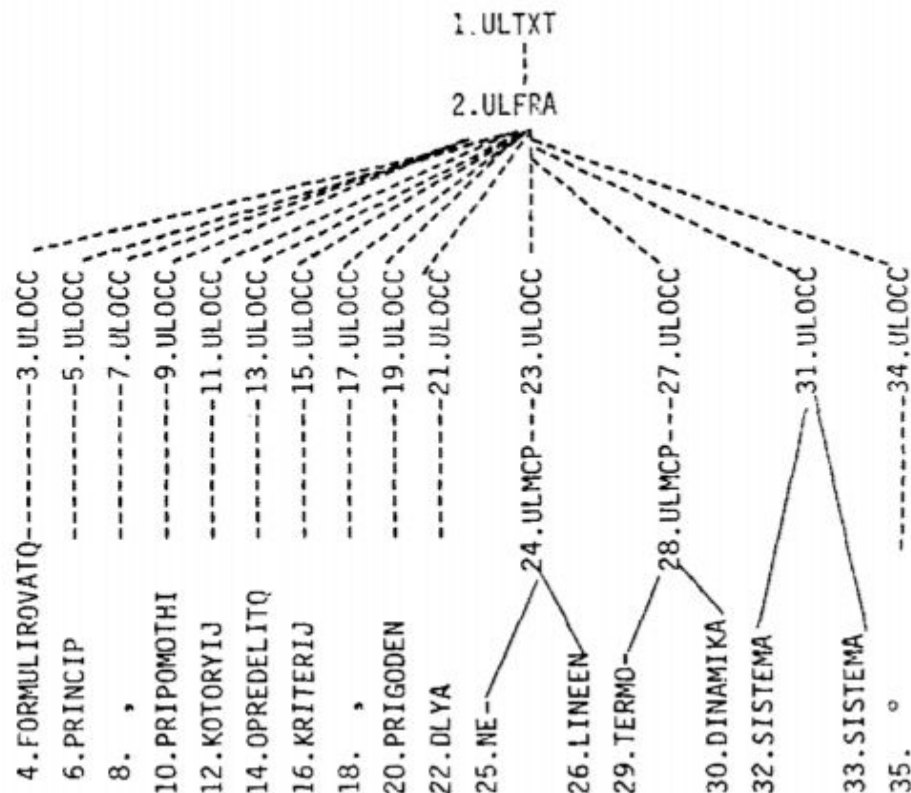 1.ULTXT
2.ULFRA
4.FORMULIROVATQ 3.ULOCC
6.PRINCIP 5.ULOCC
8. , 7.ULOCC
10.PRIPOMOTHI 9.ULOCC
12.KOTORYIJ 11.ULOCC
14.OPREDELITQ 13.ULOCC
16.KRITERIJ 15.ULOCC
18. , 17.ULOCC
20.PRIGODEN 19.ULOCC
22.DLYA 21.ULOCC
25.NE-
24.ULMCP 23.ULOCC
26.LINEEN
29.TERMO-
28.ULMCP 27.ULOCC
30.DINAMIKA
32.SISTEMA
31.ULOCC
33.SISTEMA
35. . 34.ULOCC